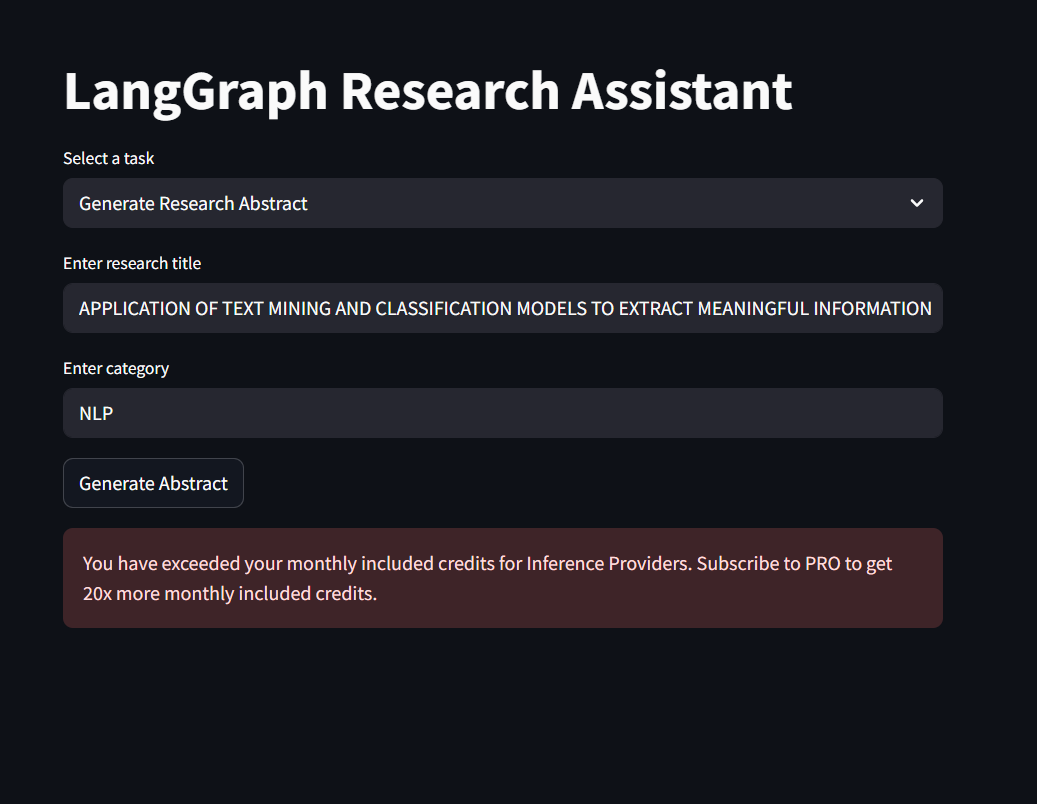 LangGraph Research Assistant
Select a task
Generate Research Abstract
Enter research title
APPLICATION OF TEXT MINING AND CLASSIFICATION MODELS TO EXTRACT MEANINGFUL INFORMATION
Enter category
NLP
Generate Abstract
You have exceeded your monthly included credits for Inference Providers. Subscribe to PRO to get
20x more monthly included credits.